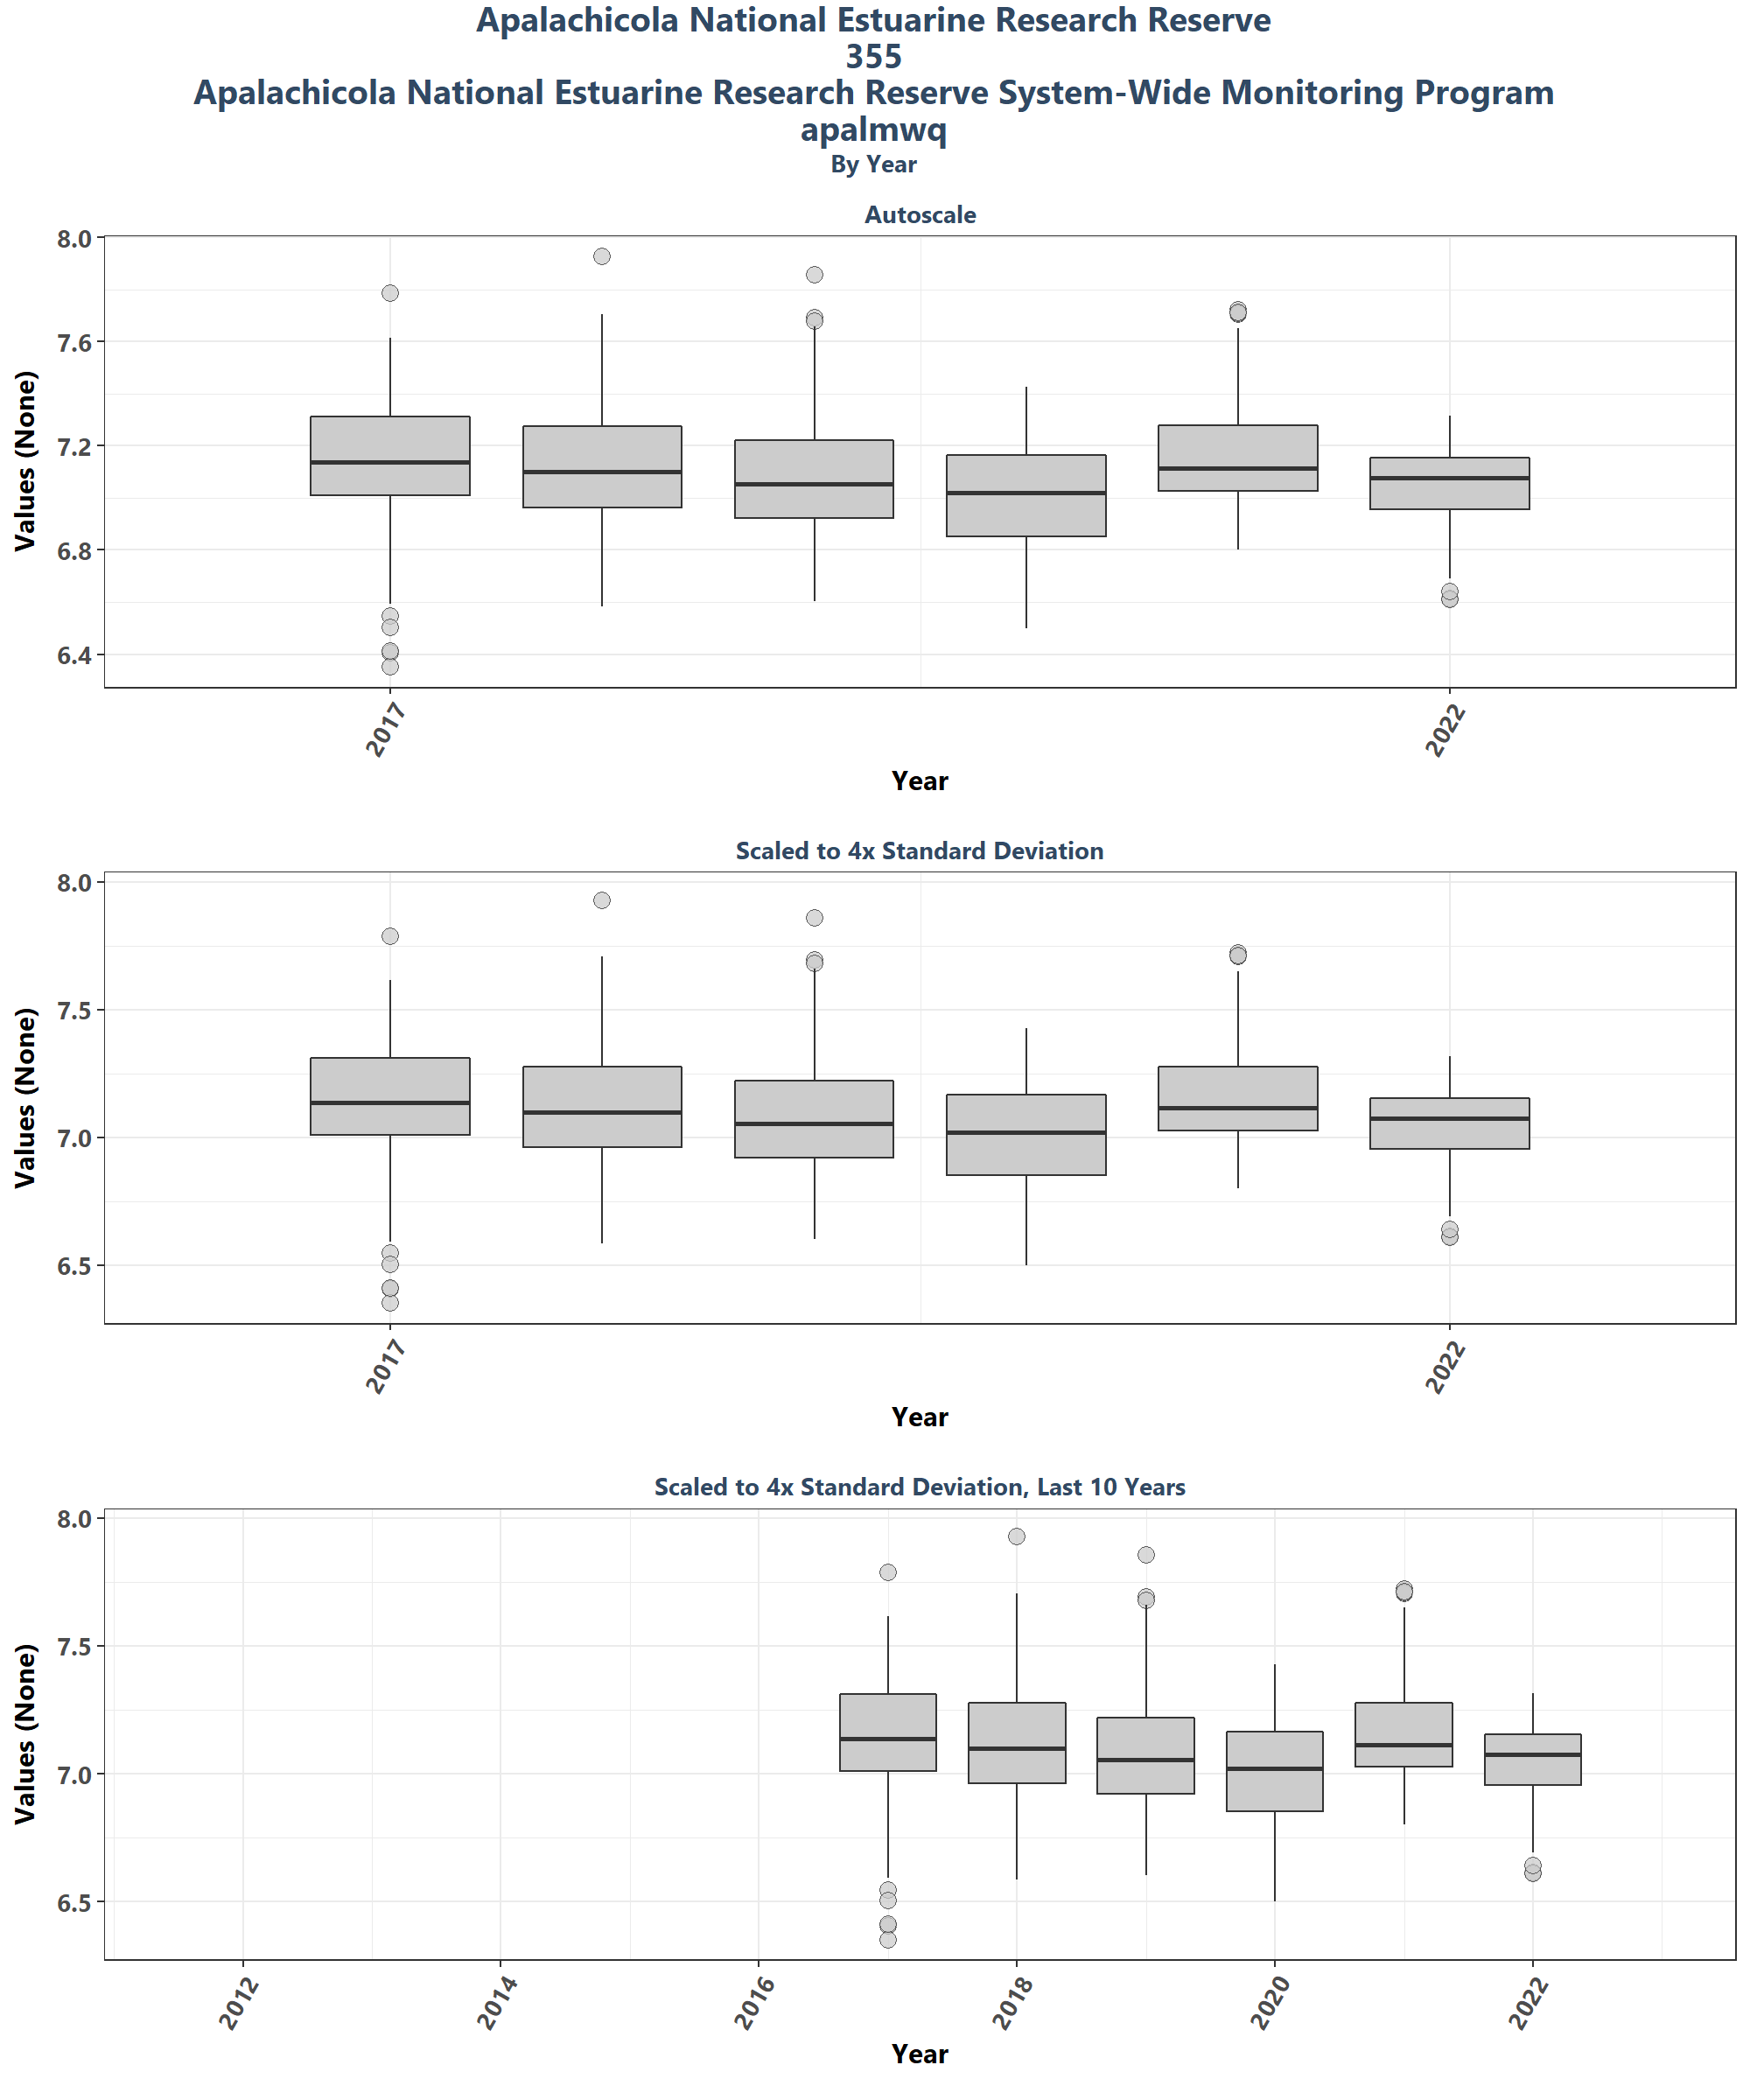 Apalachicola National Estuarine Research Reserve
355
Apalachicola National Estuarine Research Reserve System-Wide Monitoring Program
apalmwq
By Year
Autoscale
8.0
7.6
7.2
6.8
6.4
Values (None)
2017
2022
Year
Scaled to 4x Standard Deviation
8.0
7.5
7.0
6.5
Values (None)
2017
2022
Year
Scaled to 4x Standard Deviation, Last 10 Years
8.0
7.5
7.0
6.5
Values (None)
2012
2014
2016
2018
2020
2022
Year